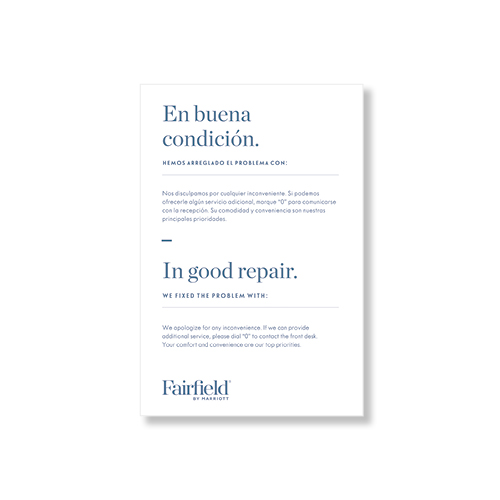 En buena
condición.
HEMOS ARREGLADO EL PROBLEMA CON:
Nos disculpamos por cualquier inconveniente. Si podemos
ofrecerle algún servicio adicional, marque "0" para comunicarse
con la recepción. Su comodidad y conveniencia son nuestras
principales prioridades.
In good repair.
WE FIXED THE PROBLEM WITH:
We apologize for any inconvenience. If we can provide
additional service, please dial "0" to contact the front desk.
Your comfort and convenience are our top priorities.
Fairfield
BY MARRIOTT